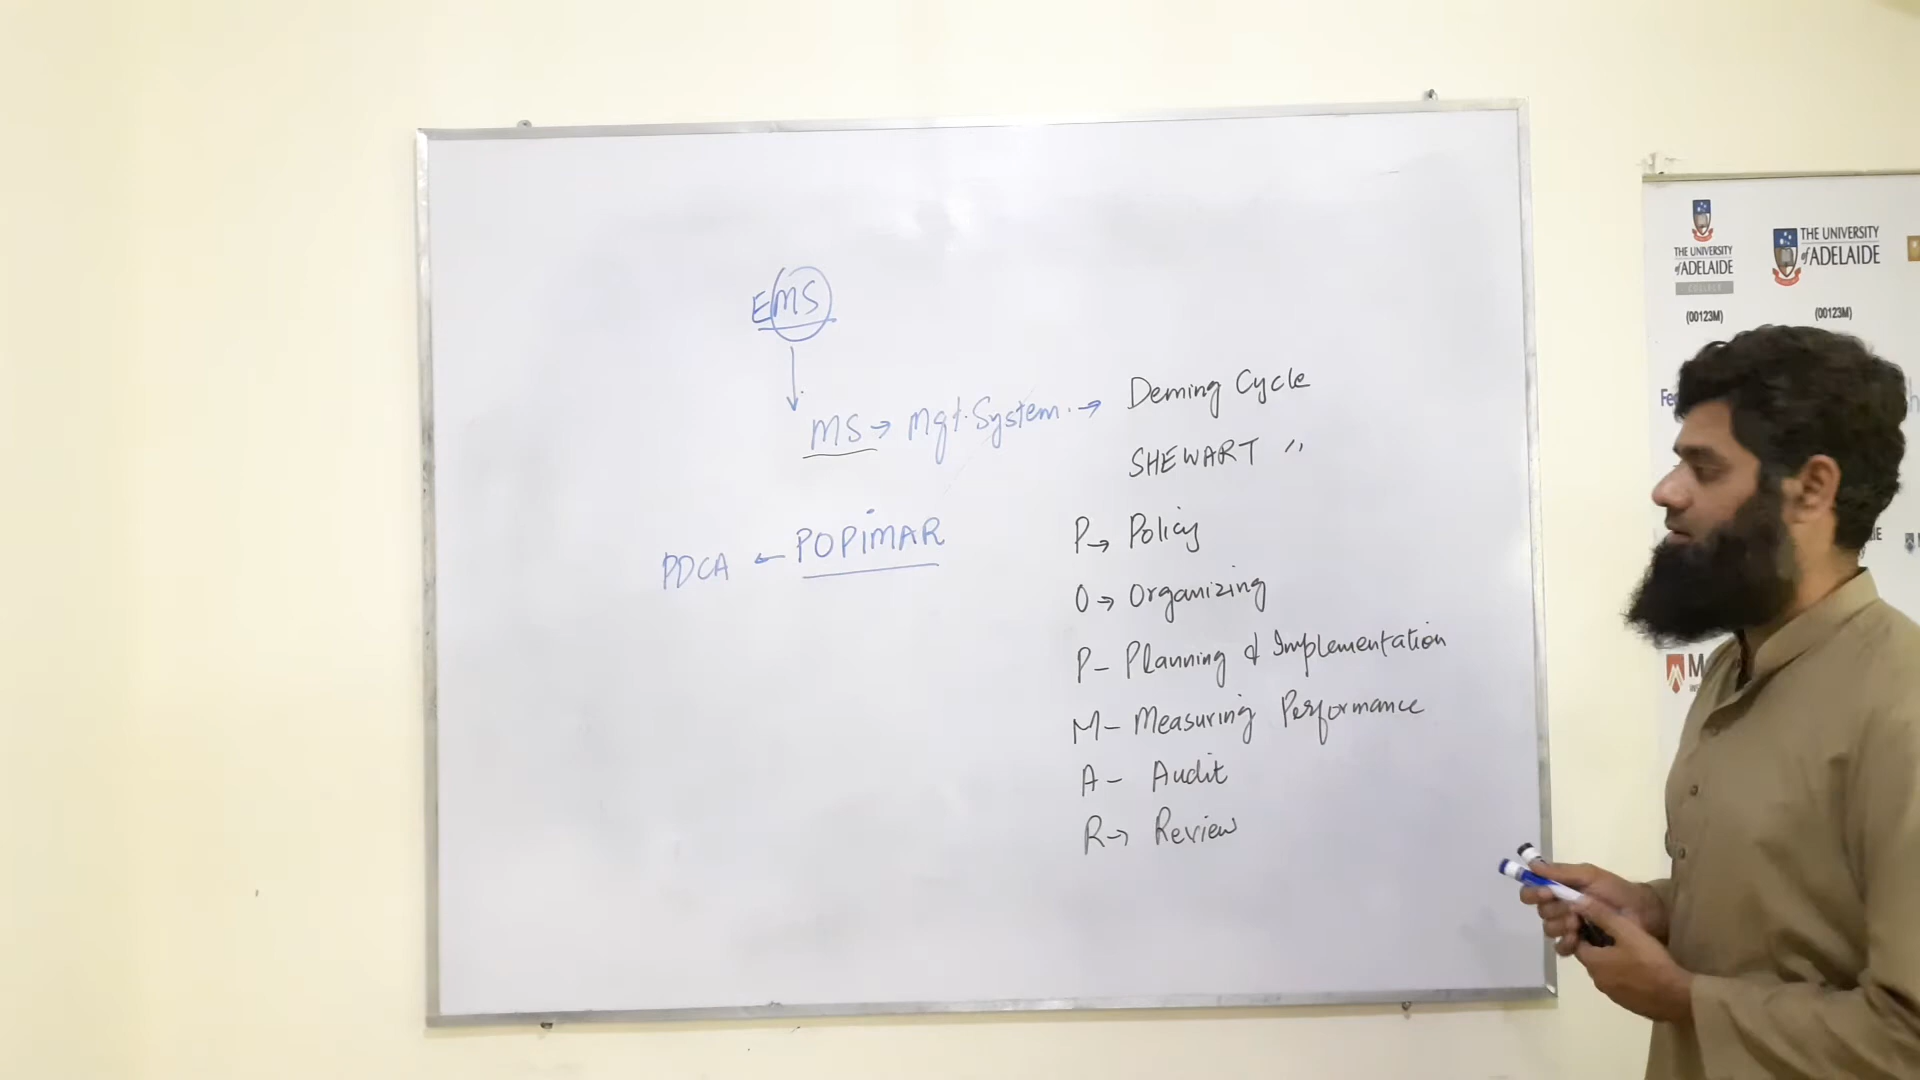 EMS
MS → Mgt. System. → Deming Cycle
SHEWART 〃
PDCA ← POPiMAR
P → Policy
O → Organizing
P - Planning & Implementation
M - Measuring Performance
A - Audit
R → Review
THE UNIVERSITY
of ADELAIDE
COLLEGE
(00123M)
THE UNIVERSITY
of ADELAIDE
(00123M)